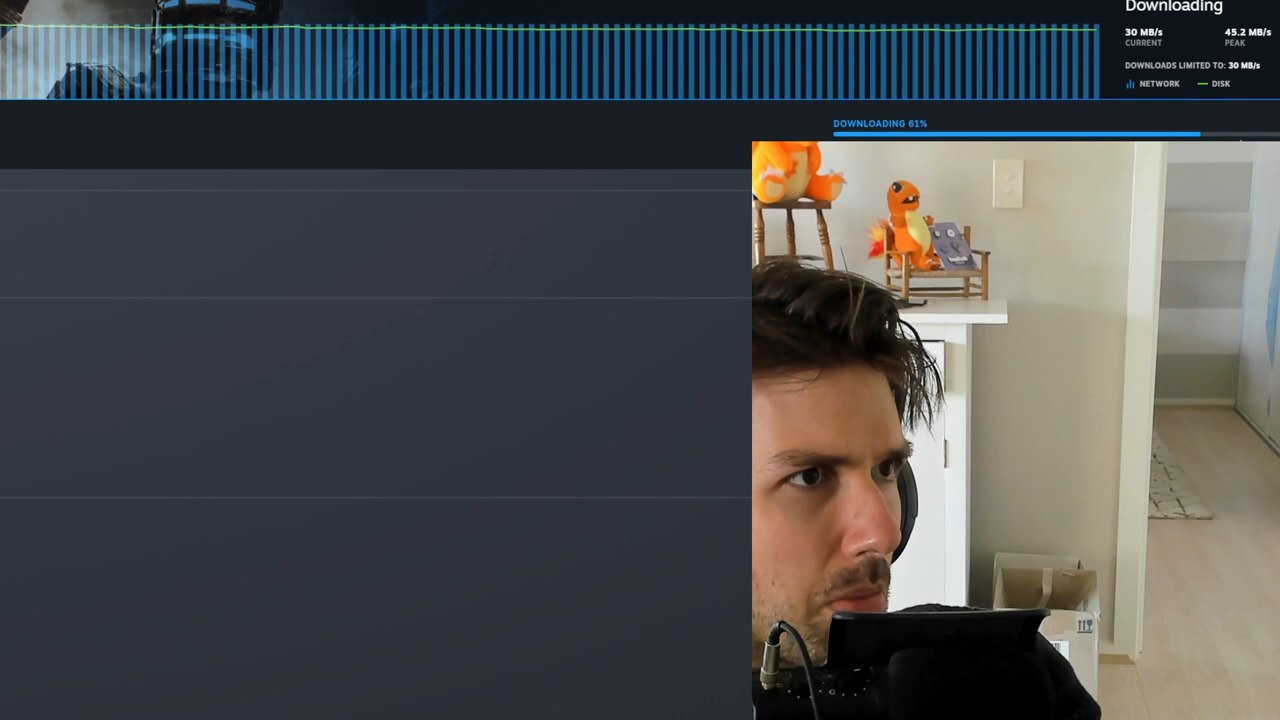 Downloading
30 MB/s
45.2 MB/s
CURRENT
PEAK
DOWNLOADS LIMITED TO: 30 MB/s
NETWORK
DISK
DOWNLOADING 61%